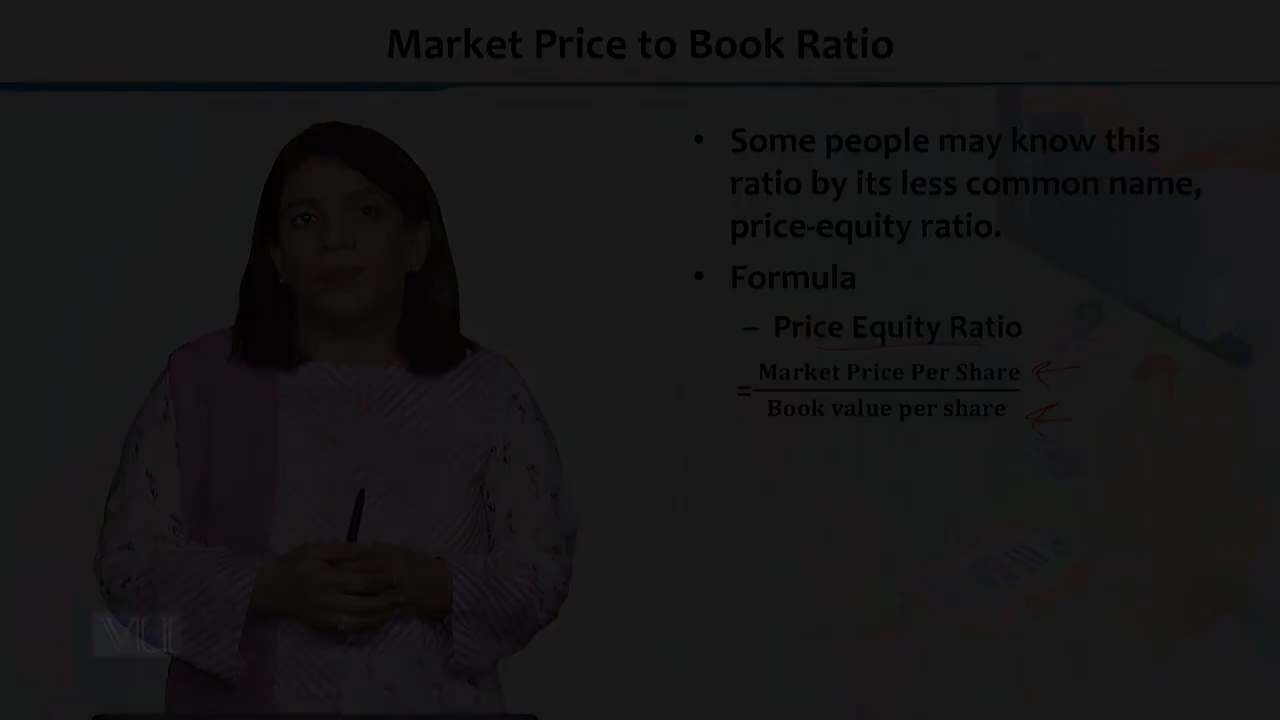 Market Price to Book Ratio
• Some people may know this
ratio by its less common name,
price-equity ratio.
• Formula
– Price Equity Ratio
= Market Price Per Share
Book value per share
VU